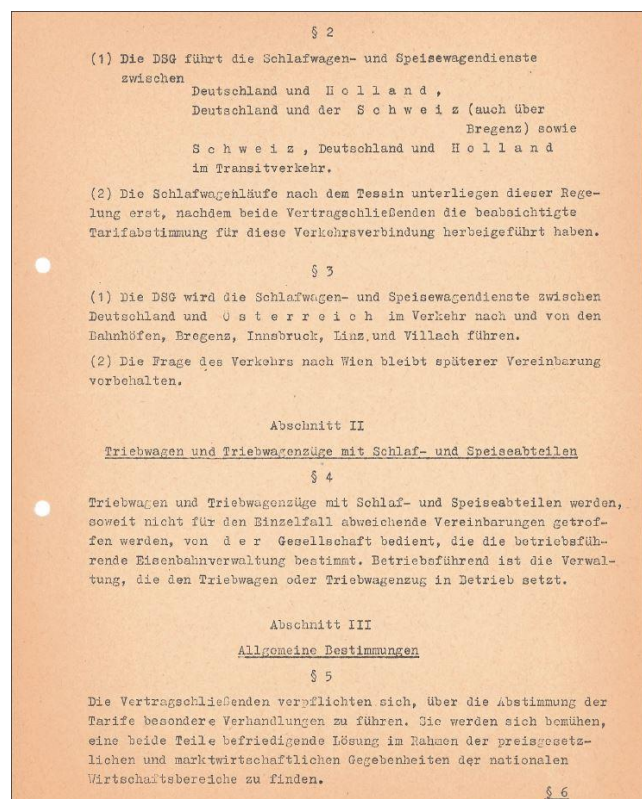 § 2
(1) Die DSG führt die Schlafwagen- und Speisewagendienste
zwischen
Deutschland und H o l l a n d ,
Deutschland und der S c h w e i z (auch über
Bregenz) sowie
S c h w e i z , Deutschland und H o l l a n d
im Transitverkehr.
(2) Die Schlafwagenläufe nach dem Tessin unterliegen dieser Rege-
lung erst, nachdem beide Vertragschließenden die beabsichtigte
Tarifabstimmung für diese Verkehrsverbindung herbeigeführt haben.
§ 3
(1) Die DSG wird die Schlafwagen- und Speisewagendienste zwischen
Deutschland und Ö s t e r r e i c h im Verkehr nach und von den
Bahnhöfen, Bregenz, Innsbruck, Linz und Villach führen.
(2) Die Frage des Verkehrs nach Wien bleibt späterer Vereinbarung
vorbehalten.
Abschnitt II
Triebwagen und Triebwagenzüge mit Schlaf- und Speiseabteilen
§ 4
Triebwagen und Triebwagenzüge mit Schlaf- und Speiseabteilen werden,
soweit nicht für den Einzelfall abweichende Vereinbarungen getrof-
fen werden, von d e r Gesellschaft bedient, die die betriebsfüh-
rende Eisenbahnverwaltung bestimmt. Betriebsführend ist die Verwal-
tung, die den Triebwagen oder Triebwagenzug in Betrieb setzt.
Abschnitt III
Allgemeine Bestimmungen
§ 5
Die Vertragschließenden verpflichten sich, über die Abstimmung der
Tarife besondere Verhandlungen zu führen. Sie werden sich bemühen,
eine beide Teile befriedigende Lösung im Rahmen der preisgesetz-
lichen und marktwirtschaftlichen Gegebenheiten der nationalen
Wirtschaftsbereiche zu finden.
§ 6